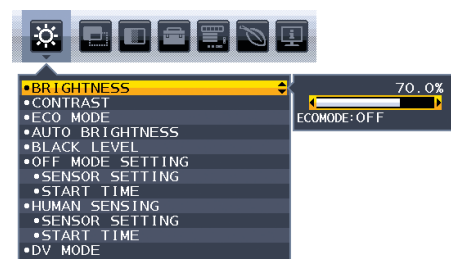 •BRIGHTNESS
70.0%
ECOMODE:OFF
•CONTRAST
•ECO MODE
•AUTO BRIGHTNESS
•BLACK LEVEL
•OFF MODE SETTING
•SENSOR SETTING
•START TIME
•HUMAN SENSING
•SENSOR SETTING
•START TIME
•DV MODE